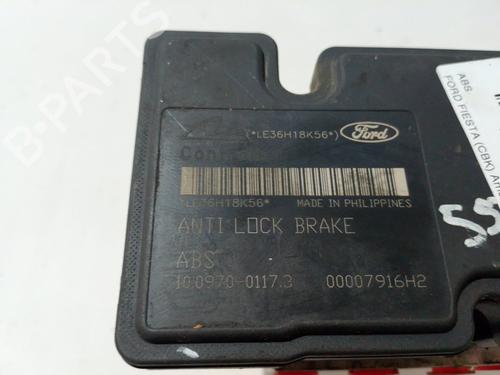 (*LE36H18K56*) Ford
*LE36H18K56* MADE IN PHILIPPINES
ANTI LOCK BRAKE
ABS
10.0970-0117.3 00007916H2
ABS
FORD FIESTA (CBK) Ama
55
B-PARTS